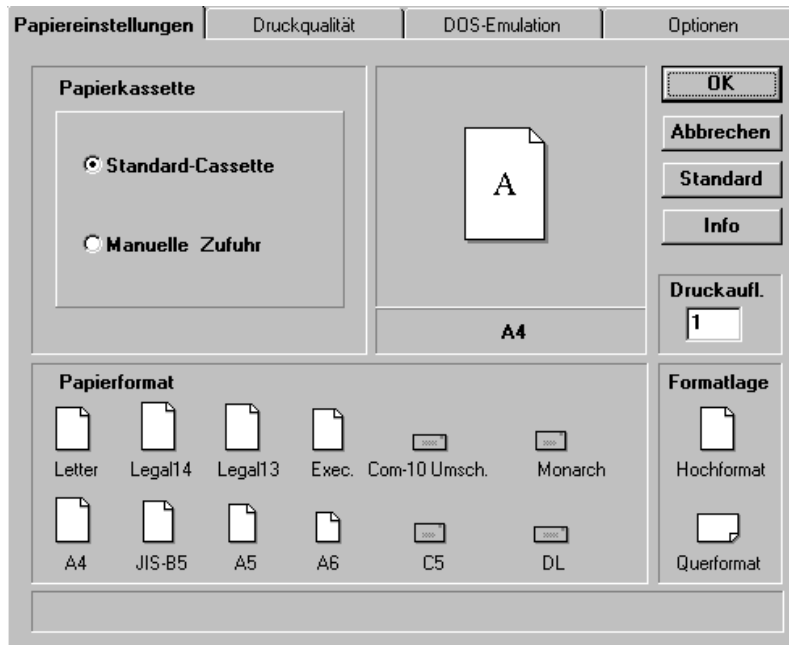 Papiereinstellungen
Druckqualität
DOS-Emulation
Optionen
Papierkassette
Standard-Cassette
Manuelle Zufuhr
A
A4
OK
Abbrechen
Standard
Info
Druckaufl.
1
Papierformat
Letter
Legal14
Legal13
Exec.
Com-10 Umsch.
Monarch
A4
JIS-B5
A5
A6
C5
DL
Formatlage
Hochformat
Querformat